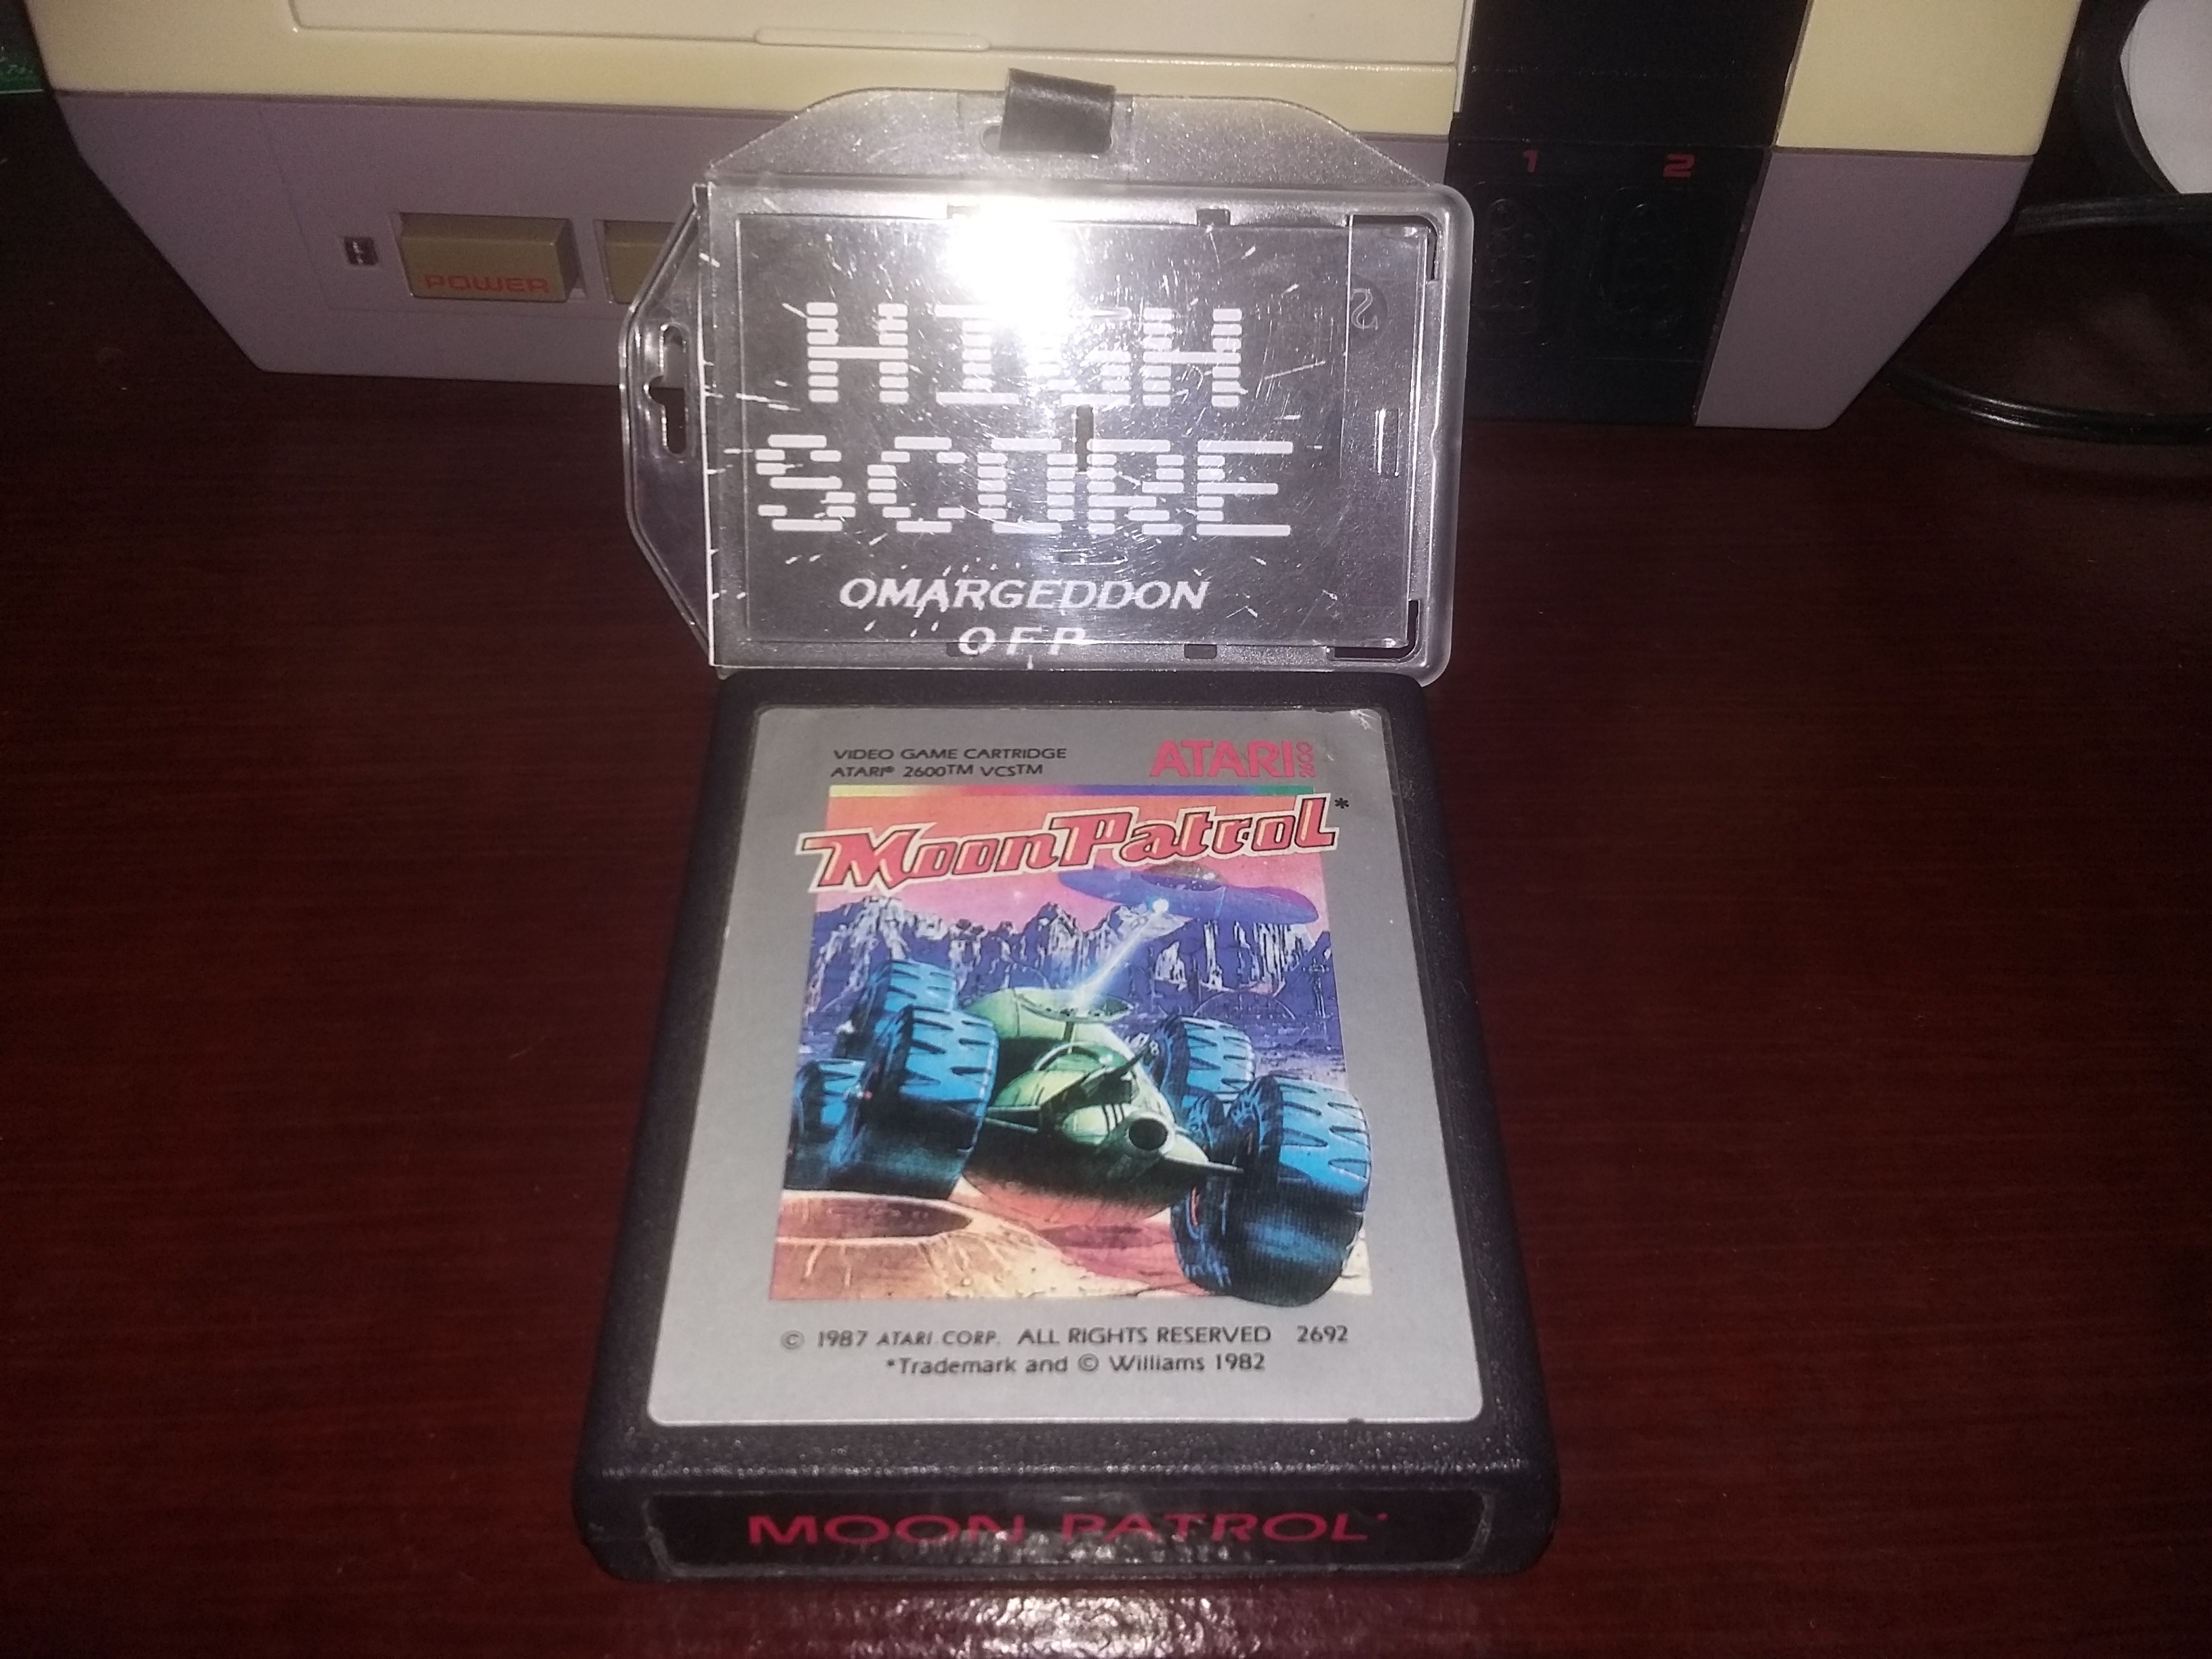 1 2
POWER
HIGH
SCORE
OMARGEDDON
OFP
VIDEO GAME CARTRIDGE
ATARI® 2600™ VCS™
ATARI 2600
Moon Patrol*
© 1987 ATARI CORP. ALL RIGHTS RESERVED 2692
*Trademark and © Williams 1982
MOON PATROL*